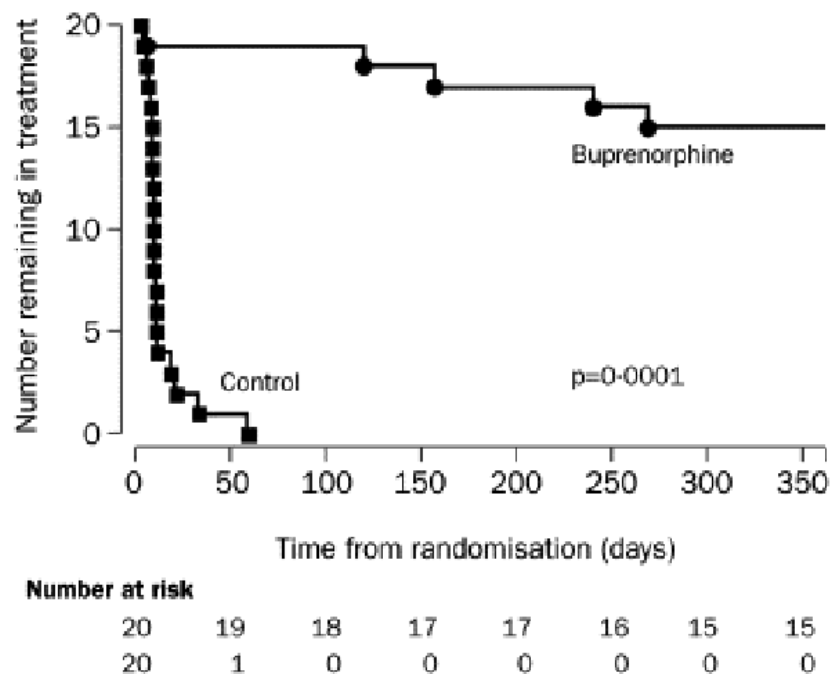 Number remaining in treatment
20
15
10
5
0
Buprenorphine
Control
p=0·0001
0 50 100 150 200 250 300 350
Time from randomisation (days)
Number at risk
20 19 18 17 17 16 15 15
20 1 0 0 0 0 0 0